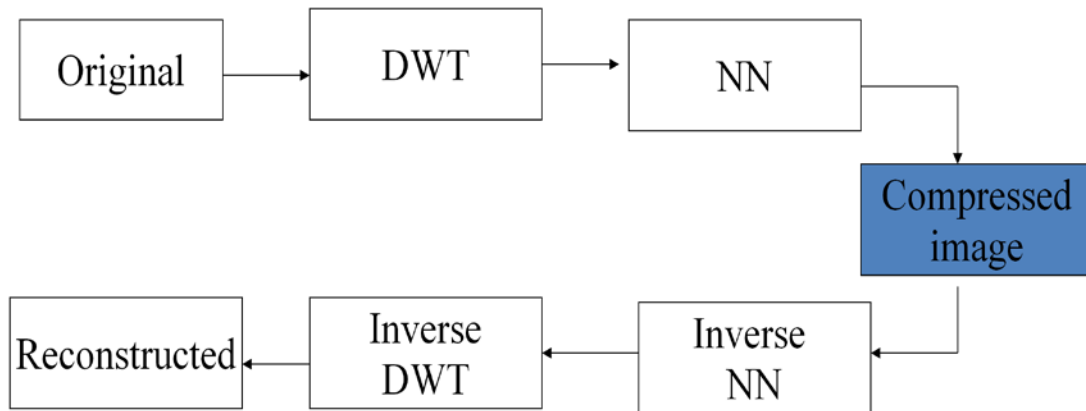 Original
DWT
NN
Compressed
image
Inverse
NN
Inverse
DWT
Reconstructed